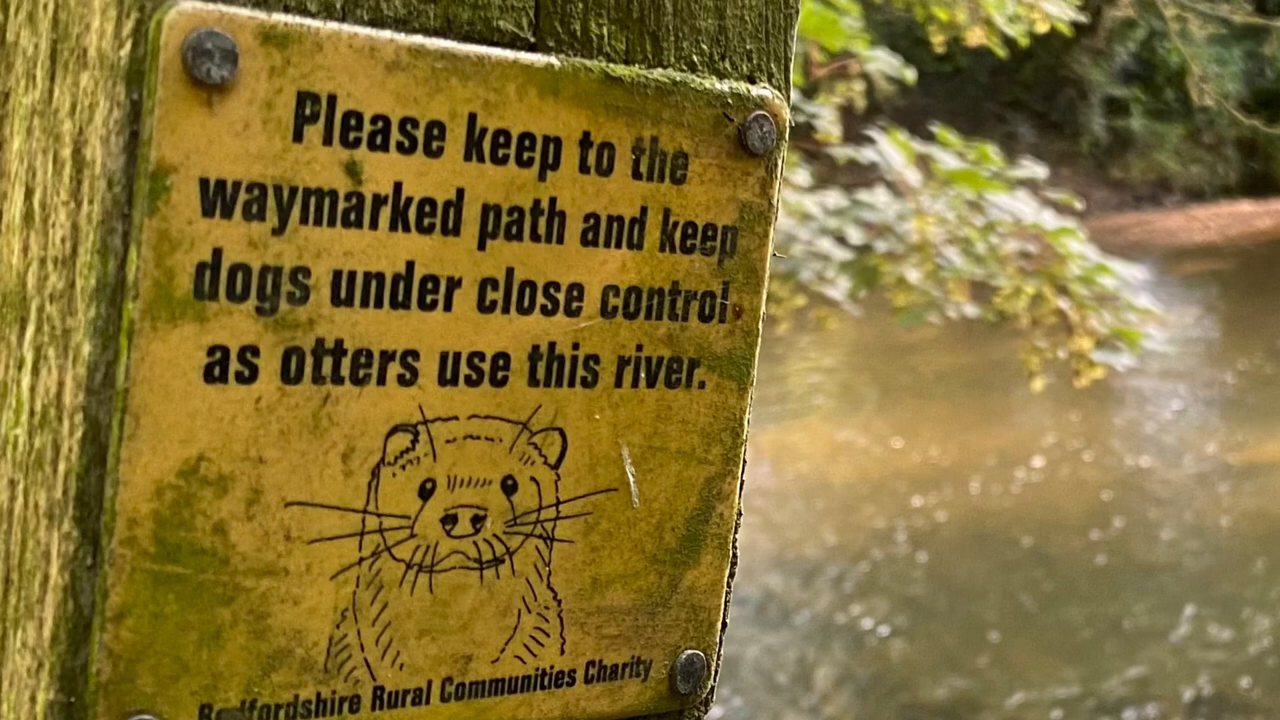 Please keep to the
waymarked path and keep
dogs under close control
as otters use this river.
Bedfordshire Rural Communities Charity